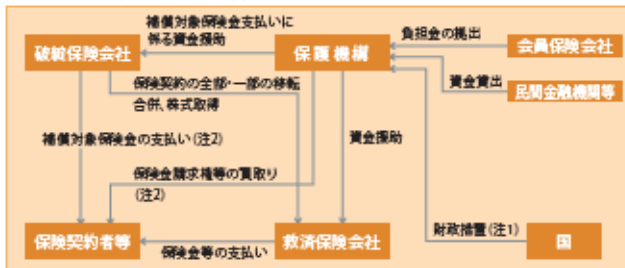 補償対象保険金支払いに
係る資金援助
負担金の拠出
破綻保険会社
保護機構
会員保険会社
保険契約の全部・一部の移転
合併、株式取得
資金貸出
民間金融機関等
補償対象保険金の支払い(注2)
資金援助
保険金請求権等の買取り
(注2)
財政措置(注1)
保険契約者等
保険金等の支払い
救済保険会社
国